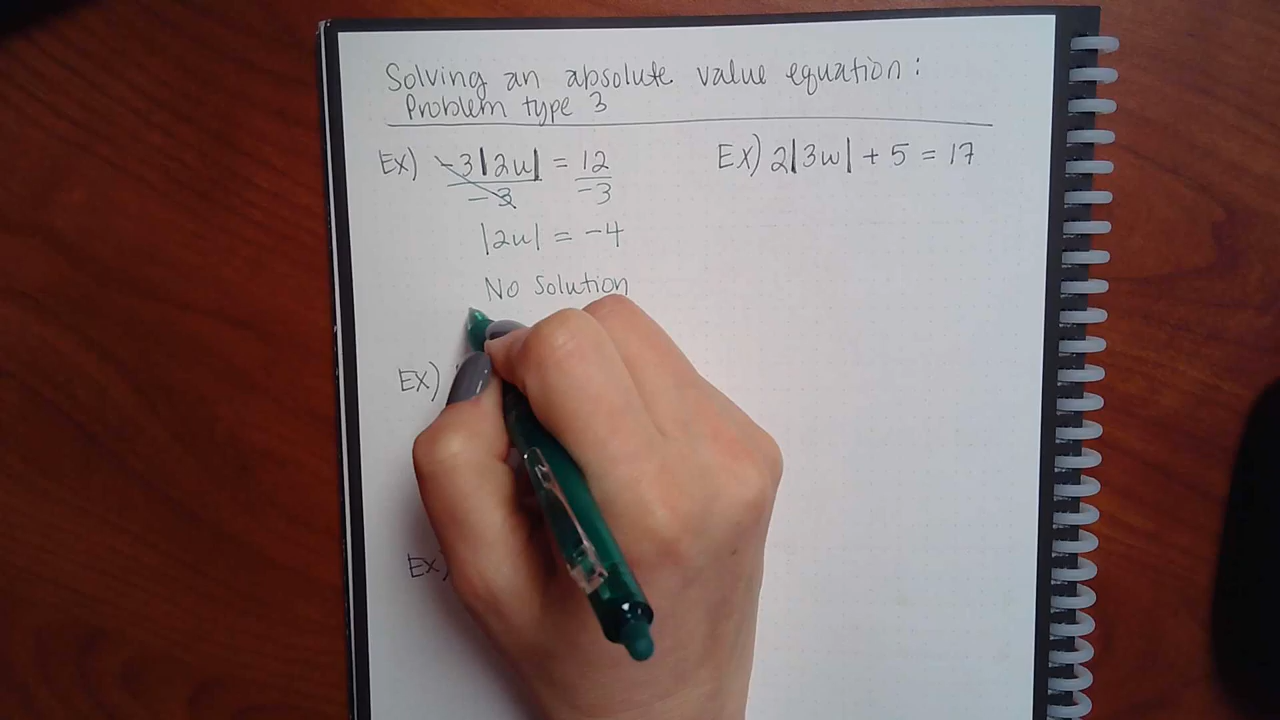 Solving an absolute value equation:
Problem type 3
Ex) -3|2u| = 12
-3 -3
|2u| = -4
No Solution
Ex) 2|3w| + 5 = 17
Ex)
Ex)